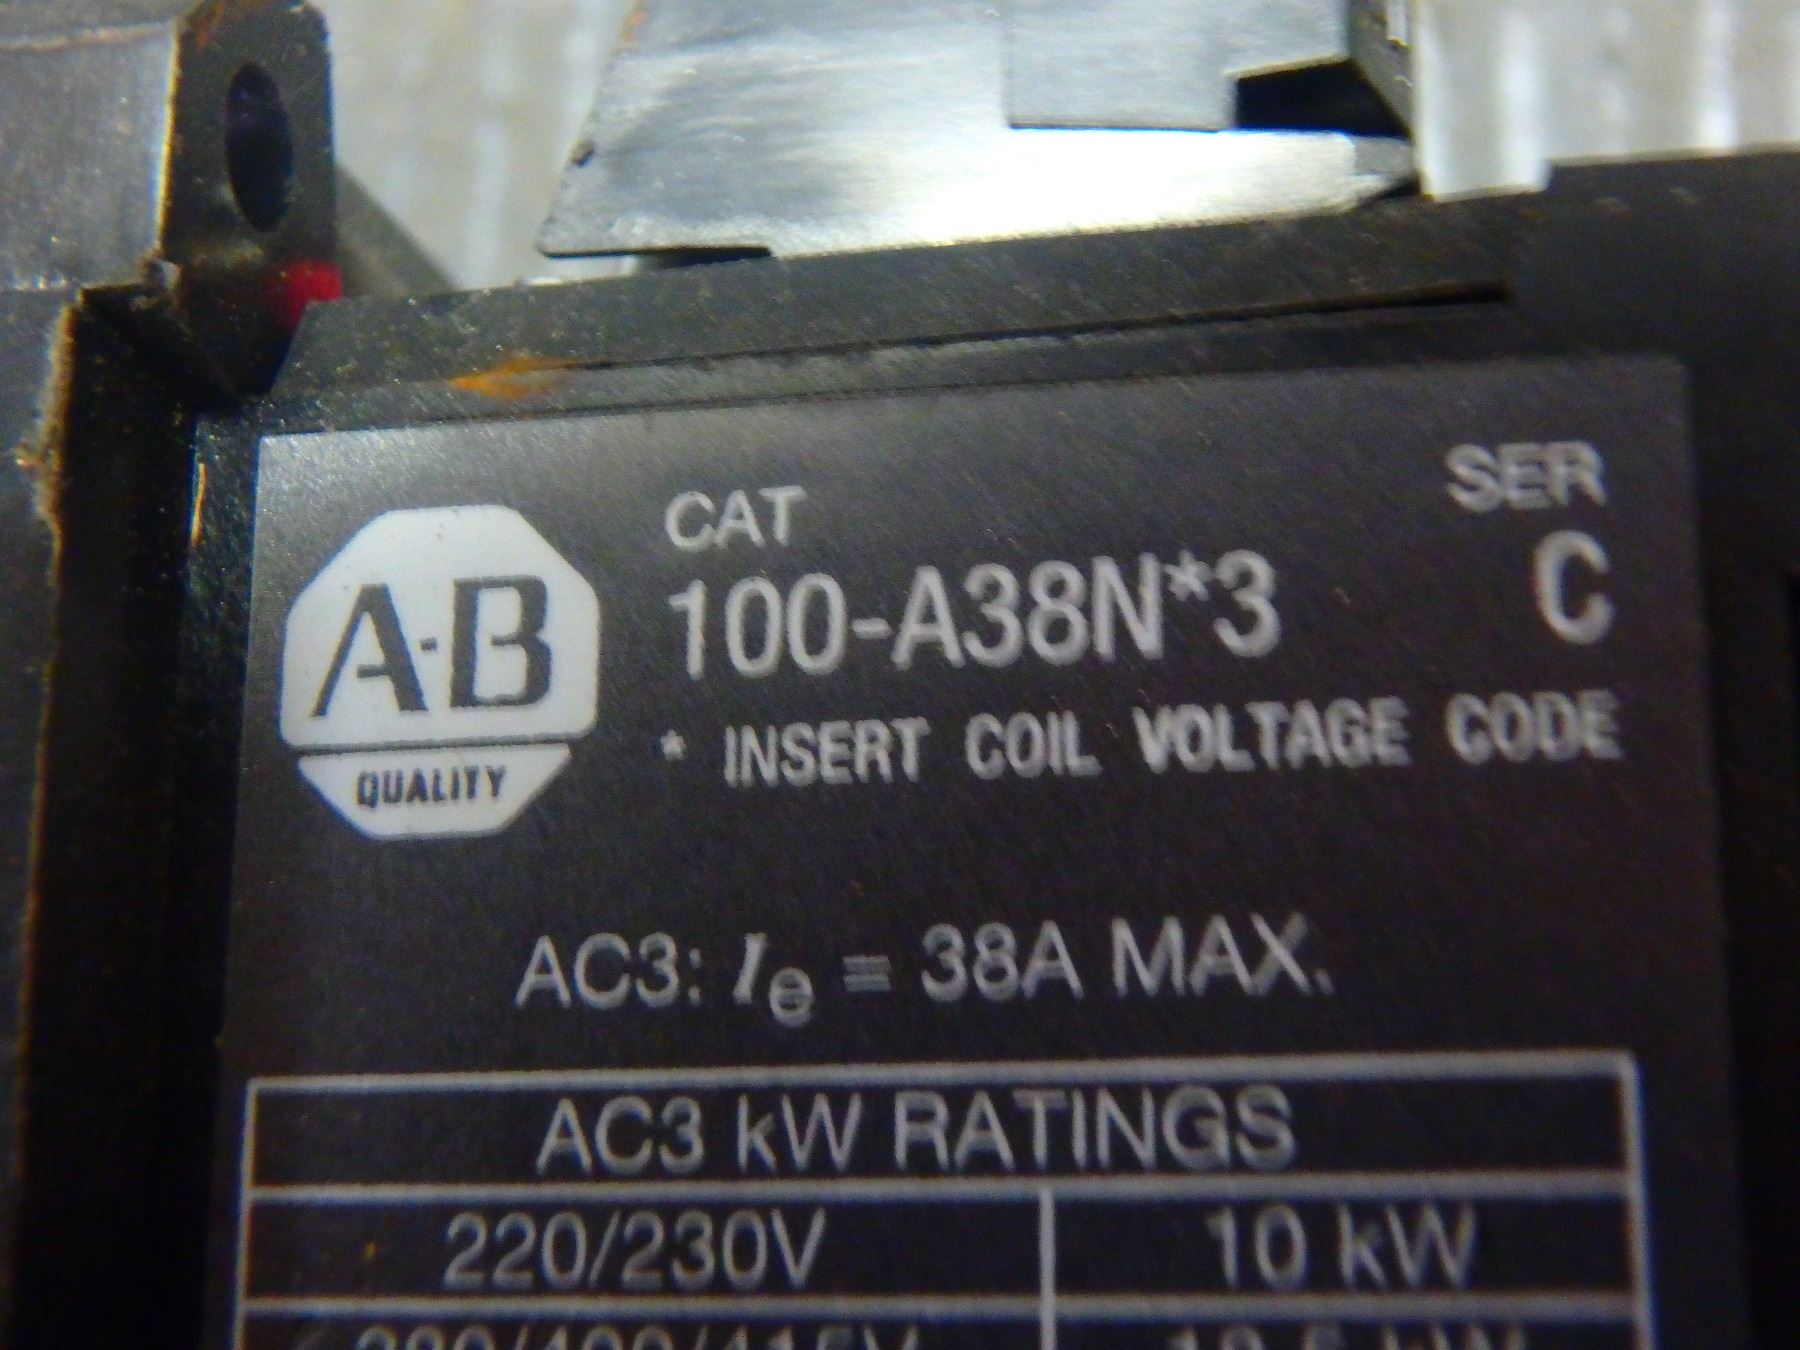 A-B
QUALITY
CAT
SER
100-A38N*3
C
* INSERT COIL VOLTAGE CODE
AC3: Ie = 38A MAX.
AC3 kW RATINGS
220/230V 10 kW